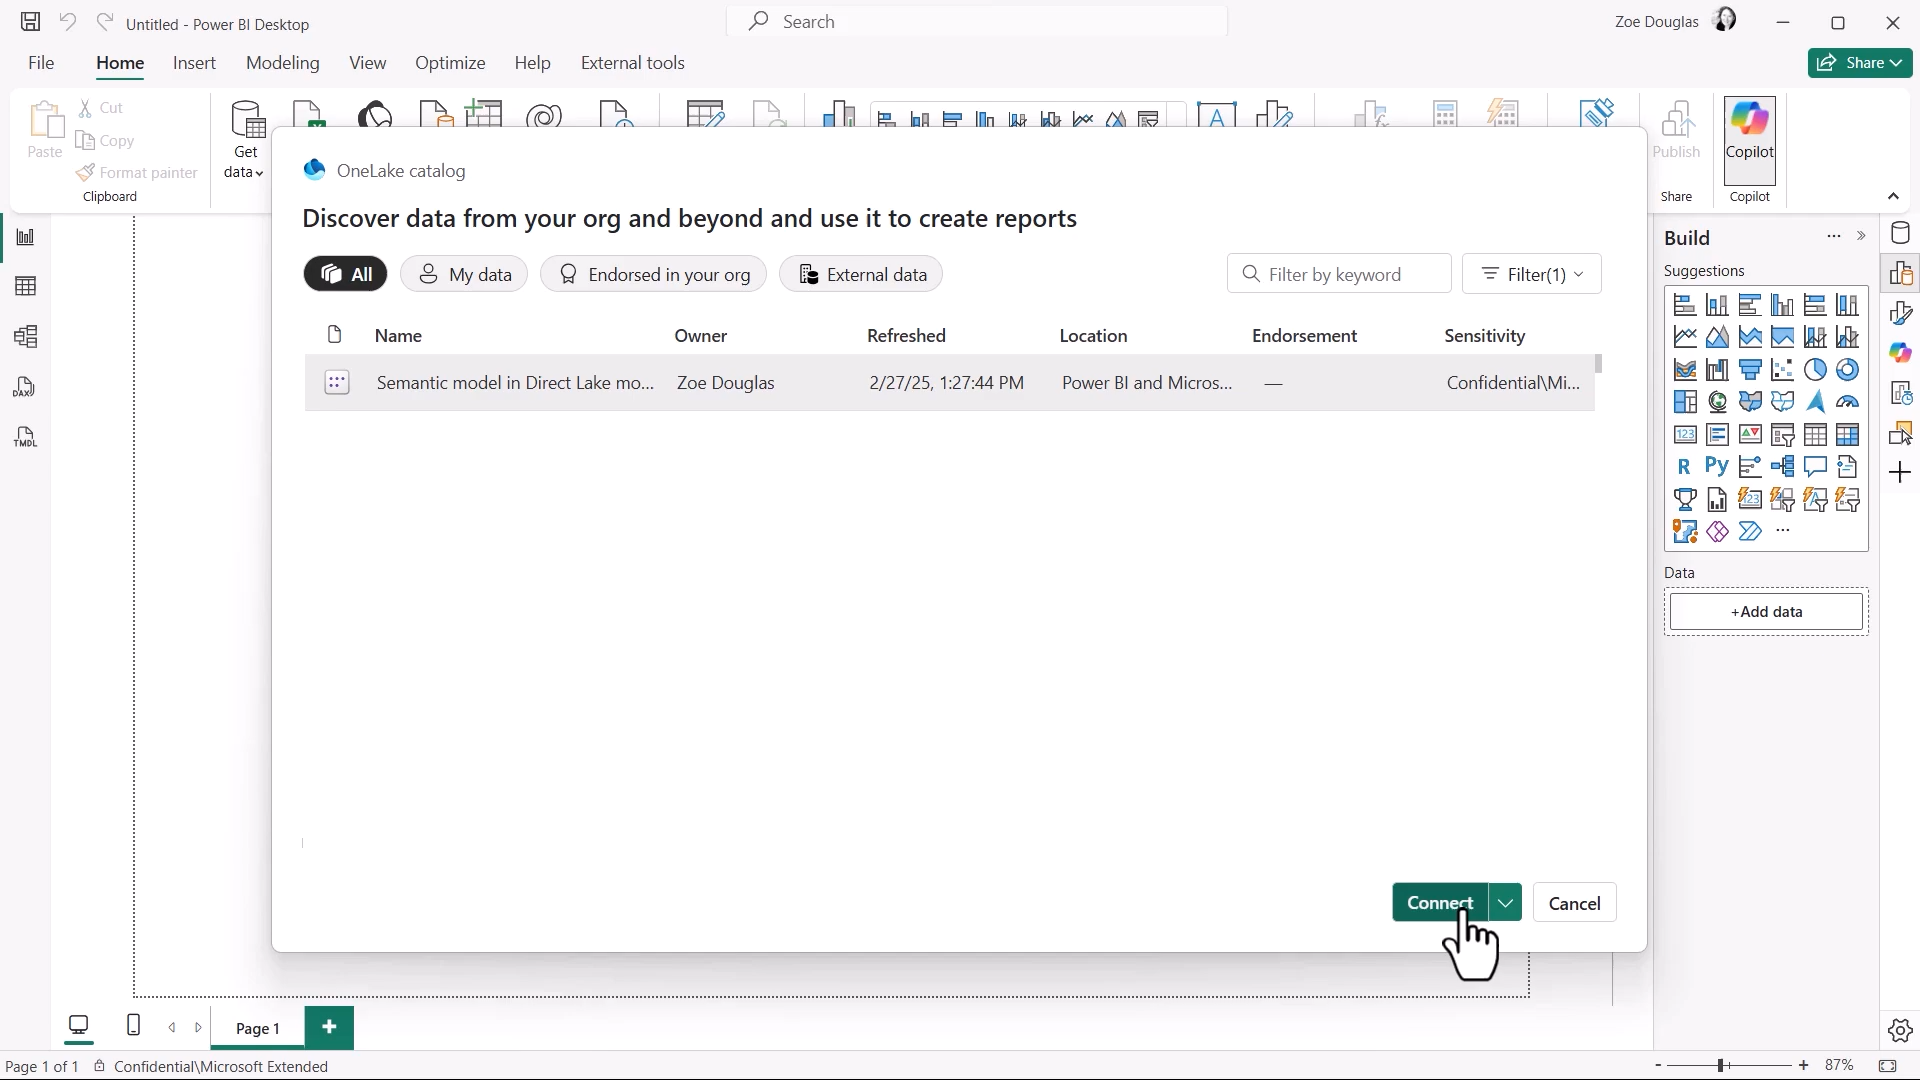 Untitled - Power BI Desktop
Search
Zoe Douglas
File Home Insert Modeling View Optimize Help External tools
Share
Paste
Cut
Copy
Format painter
Clipboard
Get
data
Publish
Share
Copilot
Copilot
OneLake catalog
Discover data from your org and beyond and use it to create reports
All My data Endorsed in your org External data
Filter by keyword Filter(1)
Name Owner Refreshed Location Endorsement Sensitivity
Semantic model in Direct Lake mo... Zoe Douglas 2/27/25, 1:27:44 PM Power BI and Micros... — Confidential\Mi...
Connect Cancel
DAX
TMDL
Build
Suggestions
123
R Py
123
Data
+Add data
Page 1
Page 1 of 1 Confidential\Microsoft Extended
- + 87%